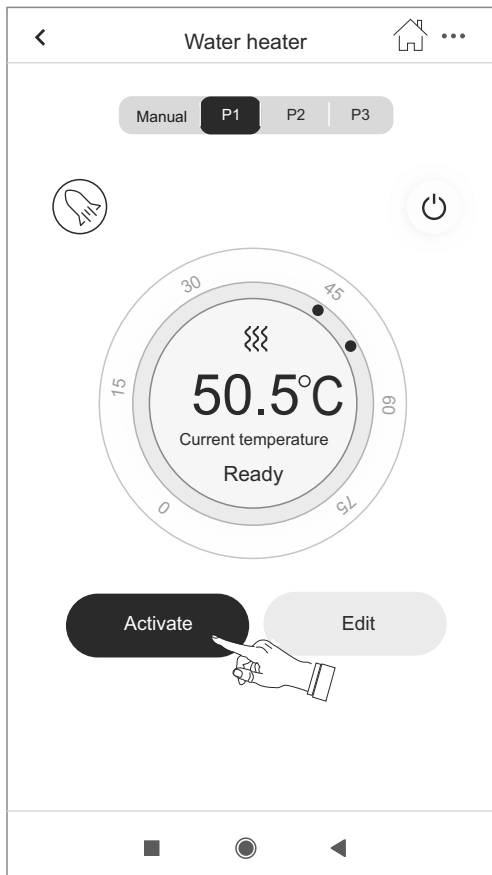 Water heater
Manual P1 P2 P3
30 45
50.5°C
15 60
Current temperature
Ready
0 75
Activate Edit